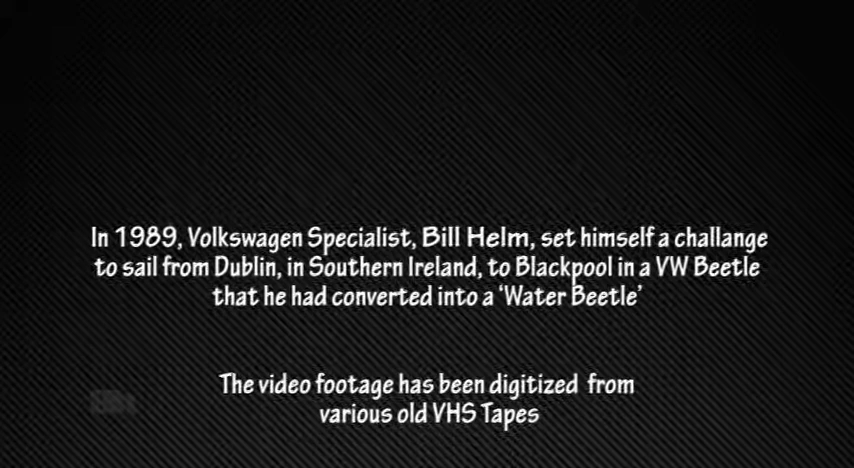 In 1989, Volkswagen Specialist, Bill Helm, set himself a challange
to sail from Dublin, in Southern Ireland, to Blackpool in a VW Beetle
that he had converted into a ‘Water Beetle’
The video footage has been digitized from
various old VHS Tapes